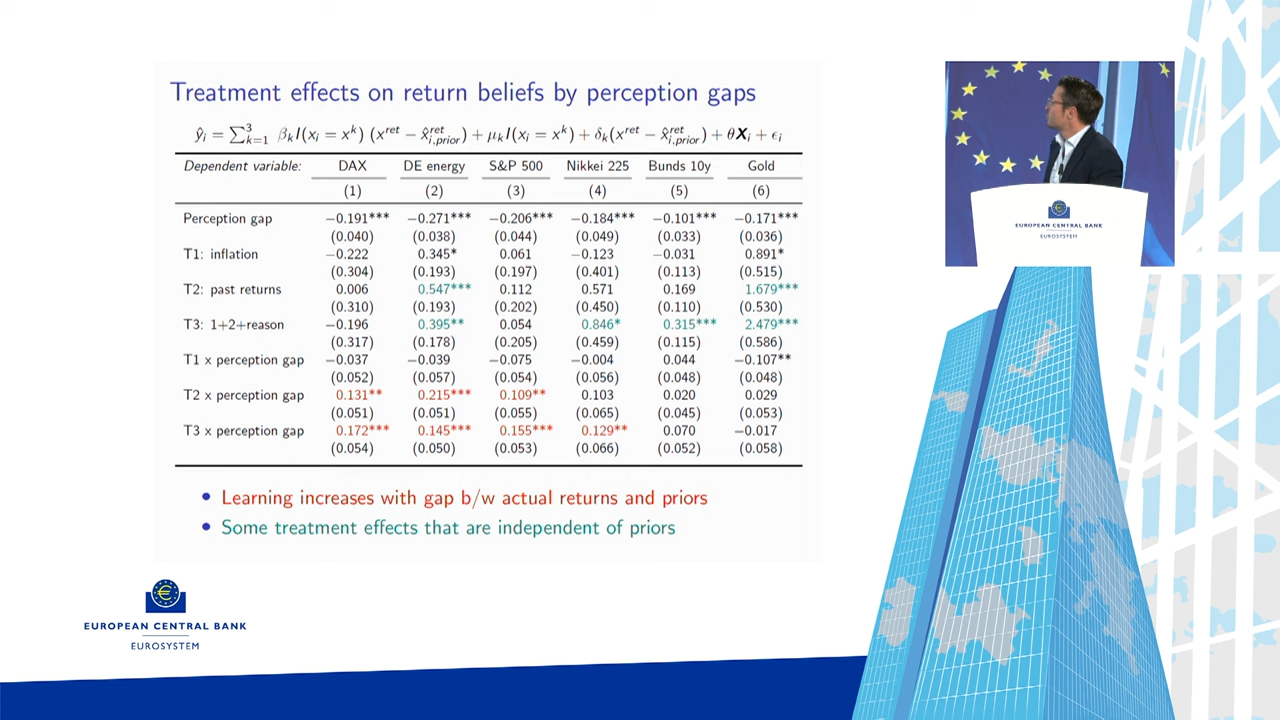 Treatment effects on return beliefs by perception gaps
ŷᵢ = ∑³ₖ₌₁ βₖI(xᵢ = xᵏ) (xʳᵉᵗ − x̂ʳᵉᵗᵢ,ₚᵣᵢₒᵣ) + μₖI(xᵢ = xᵏ) + δₖ(xʳᵉᵗ − x̂ʳᵉᵗᵢ,ₚᵣᵢₒᵣ) + θXᵢ + ϵᵢ
Dependent variable: DAX DE energy S&P 500 Nikkei 225 Bunds 10y Gold
(1) (2) (3) (4) (5) (6)
Perception gap −0.191*** −0.271*** −0.206*** −0.184*** −0.101*** −0.171***
(0.040) (0.038) (0.044) (0.049) (0.033) (0.036)
T1: inflation −0.222 0.345* 0.061 −0.123 −0.031 0.891*
(0.304) (0.193) (0.197) (0.401) (0.113) (0.515)
T2: past returns 0.006 0.547*** 0.112 0.571 0.169 1.679***
(0.310) (0.193) (0.202) (0.450) (0.110) (0.530)
T3: 1+2+reason −0.196 0.395** 0.054 0.846* 0.315*** 2.479***
(0.317) (0.178) (0.205) (0.459) (0.115) (0.586)
T1 x perception gap −0.037 −0.039 −0.075 −0.004 0.044 −0.107**
(0.052) (0.057) (0.054) (0.056) (0.048) (0.048)
T2 x perception gap 0.131** 0.215*** 0.109** 0.103 0.020 0.029
(0.051) (0.051) (0.055) (0.065) (0.045) (0.053)
T3 x perception gap 0.172*** 0.145*** 0.155*** 0.129** 0.070 −0.017
(0.054) (0.050) (0.053) (0.066) (0.052) (0.058)
• Learning increases with gap b/w actual returns and priors
• Some treatment effects that are independent of priors
EUROPEAN CENTRAL BANK
EUROSYSTEM
EUROPEAN CENTRAL BANK
EUROSYSTEM